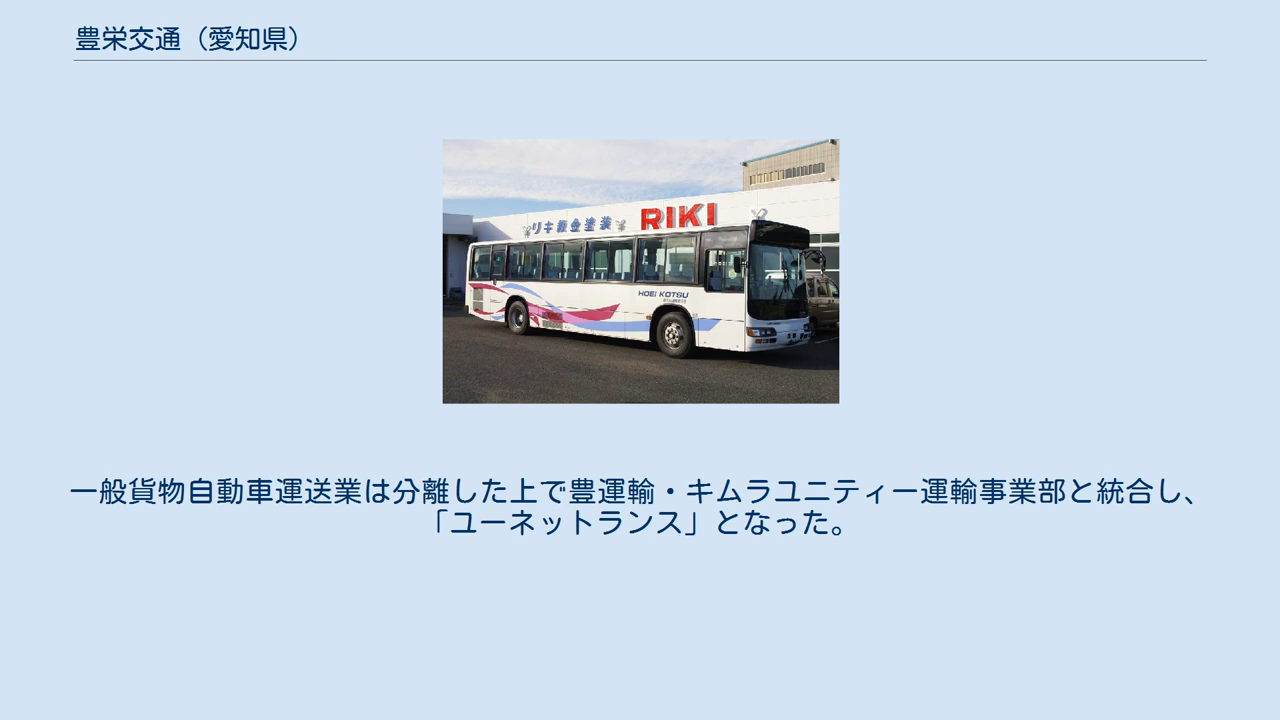 豊栄交通（愛知県）
リキ鈑金塗装
RIKI
HOEI KOTSU
一般貨物自動車運送業は分離した上で豊運輸・キムラユニティー運輸事業部と統合し、
「ユーネットランス」となった。